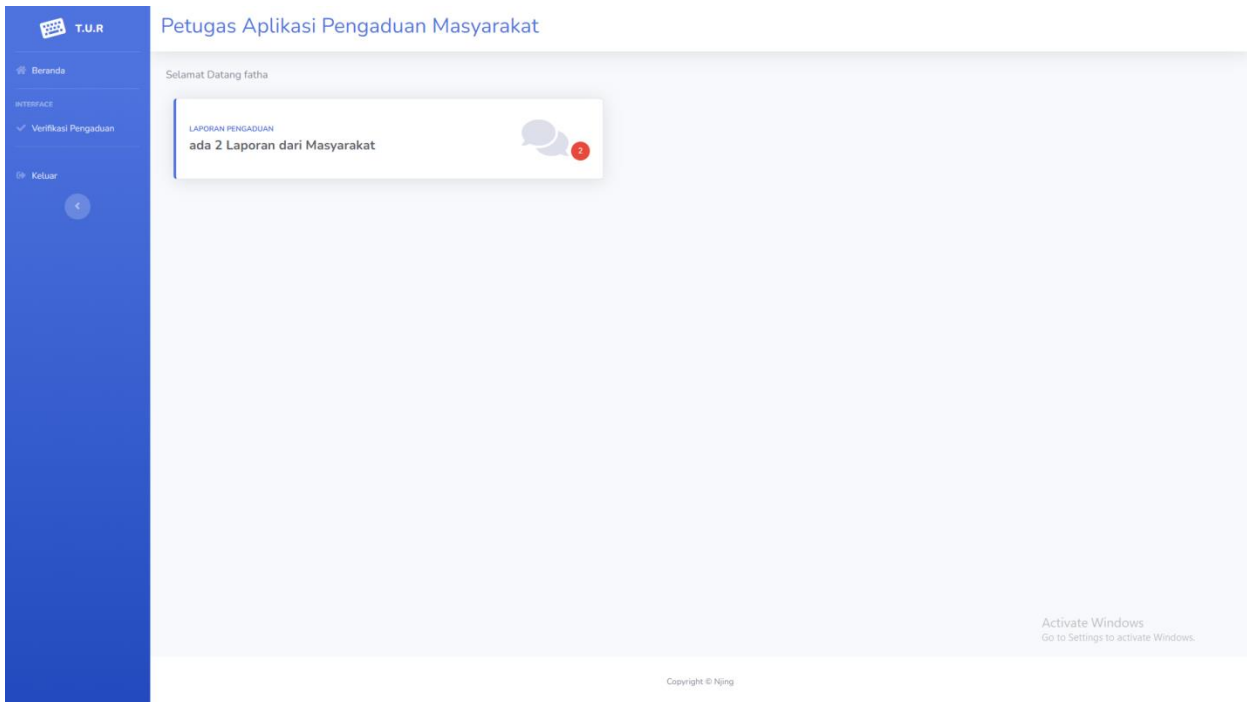 T.U.R
Beranda
INTERFACE
Verifikasi Pengaduan
Keluar
Petugas Aplikasi Pengaduan Masyarakat
Selamat Datang fatha
LAPORAN PENGADUAN
ada 2 Laporan dari Masyarakat
2
Activate Windows
Go to Settings to activate Windows.
Copyright © Njing